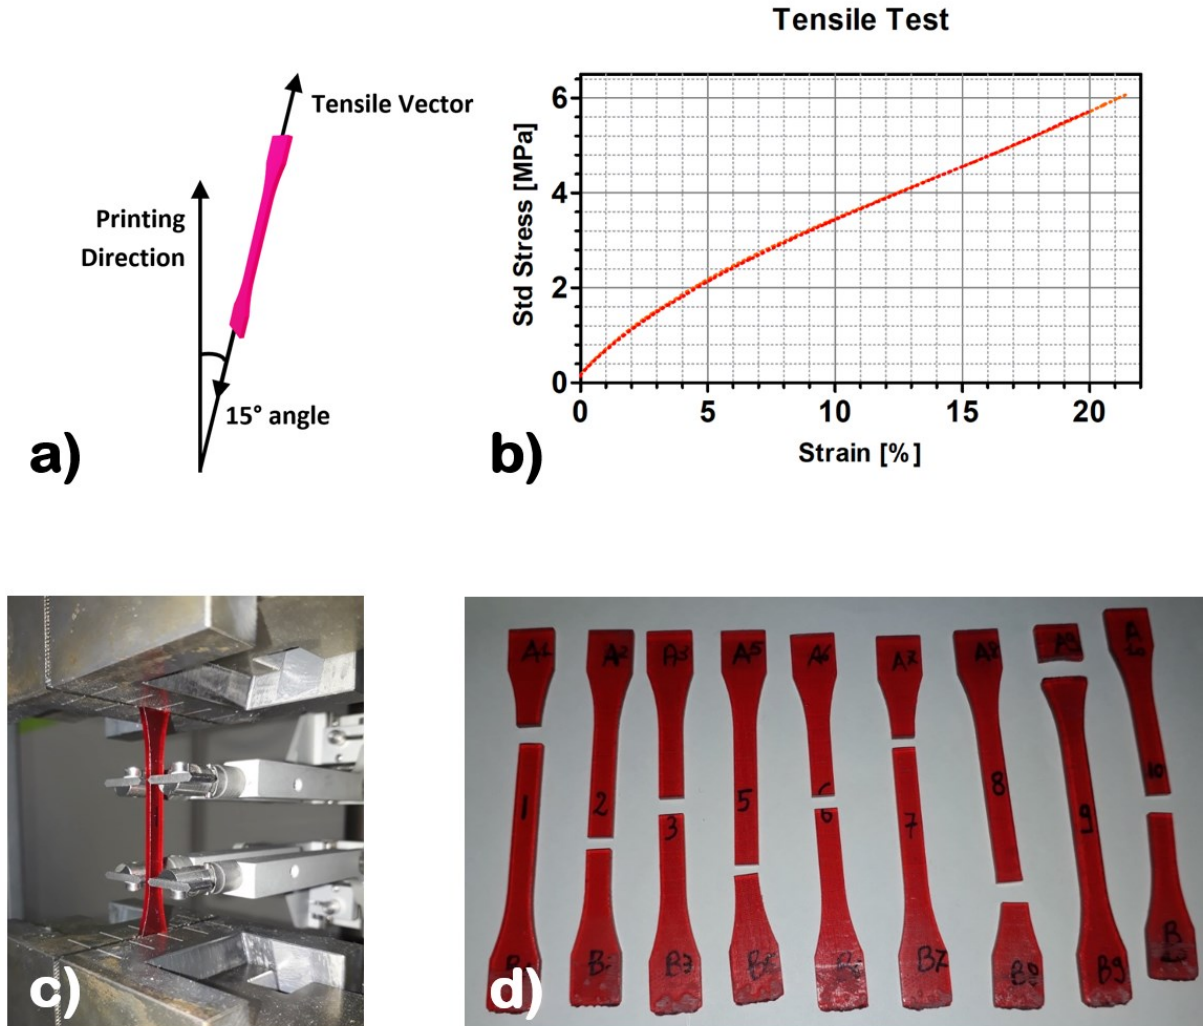 Tensile Test
Tensile Vector
Printing
Direction
15° angle
a)
Std Stress [MPa]
6
4
2
0
0 5 10 15 20
Strain [%]
b)
c)
A1 A2 A3 A5 A6 A7 A8 A9 A
10
1 2 3 5 6 7 8 9 10
B7 B9 B
d)